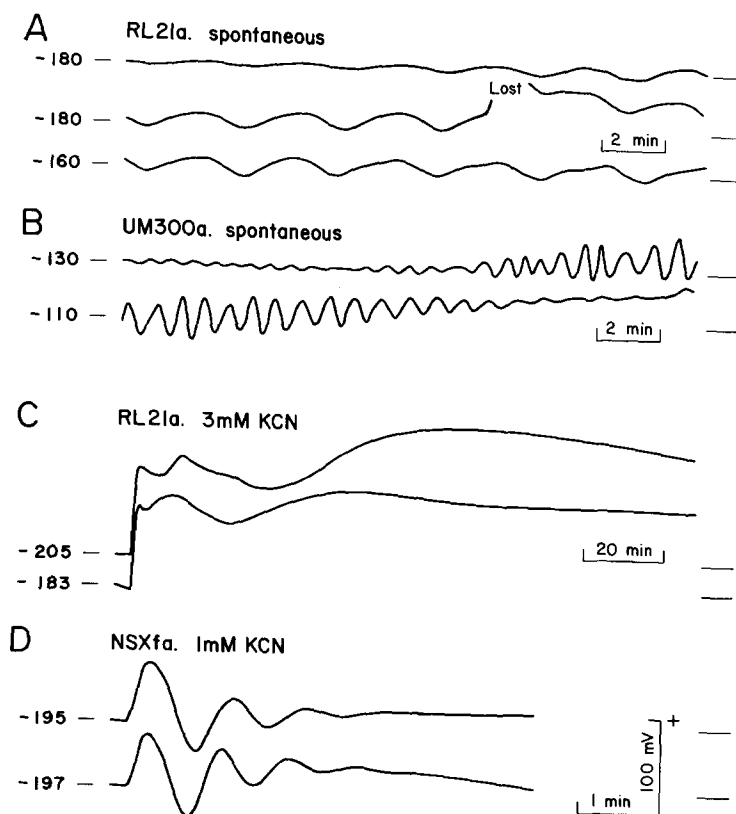 A
RL21a. spontaneous
-180
Lost
-180
2 min
-160
B
UM300a. spontaneous
-130
-110
2 min
C
RL21a. 3mM KCN
-205
20 min
-183
D
NSXfa. 1mM KCN
-195
+
100 mV
-197
1 min